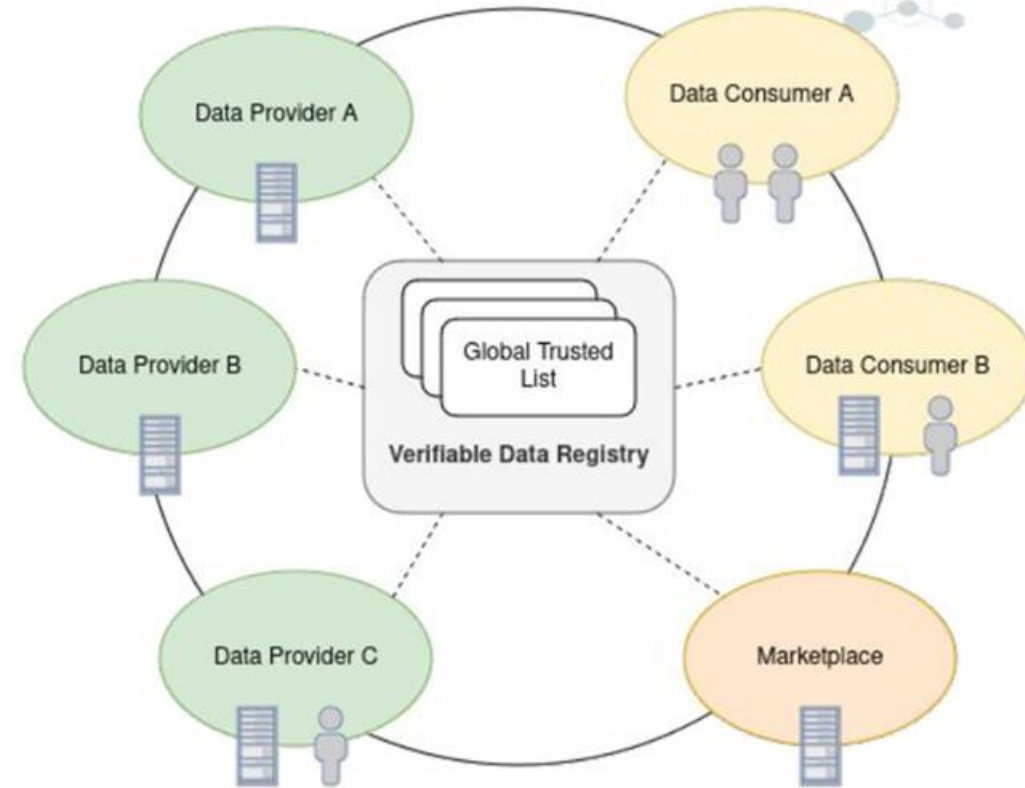 Data Provider A
Data Consumer A
Data Provider B
Global Trusted
List
Data Consumer B
Verifiable Data Registry
Data Provider C
Marketplace